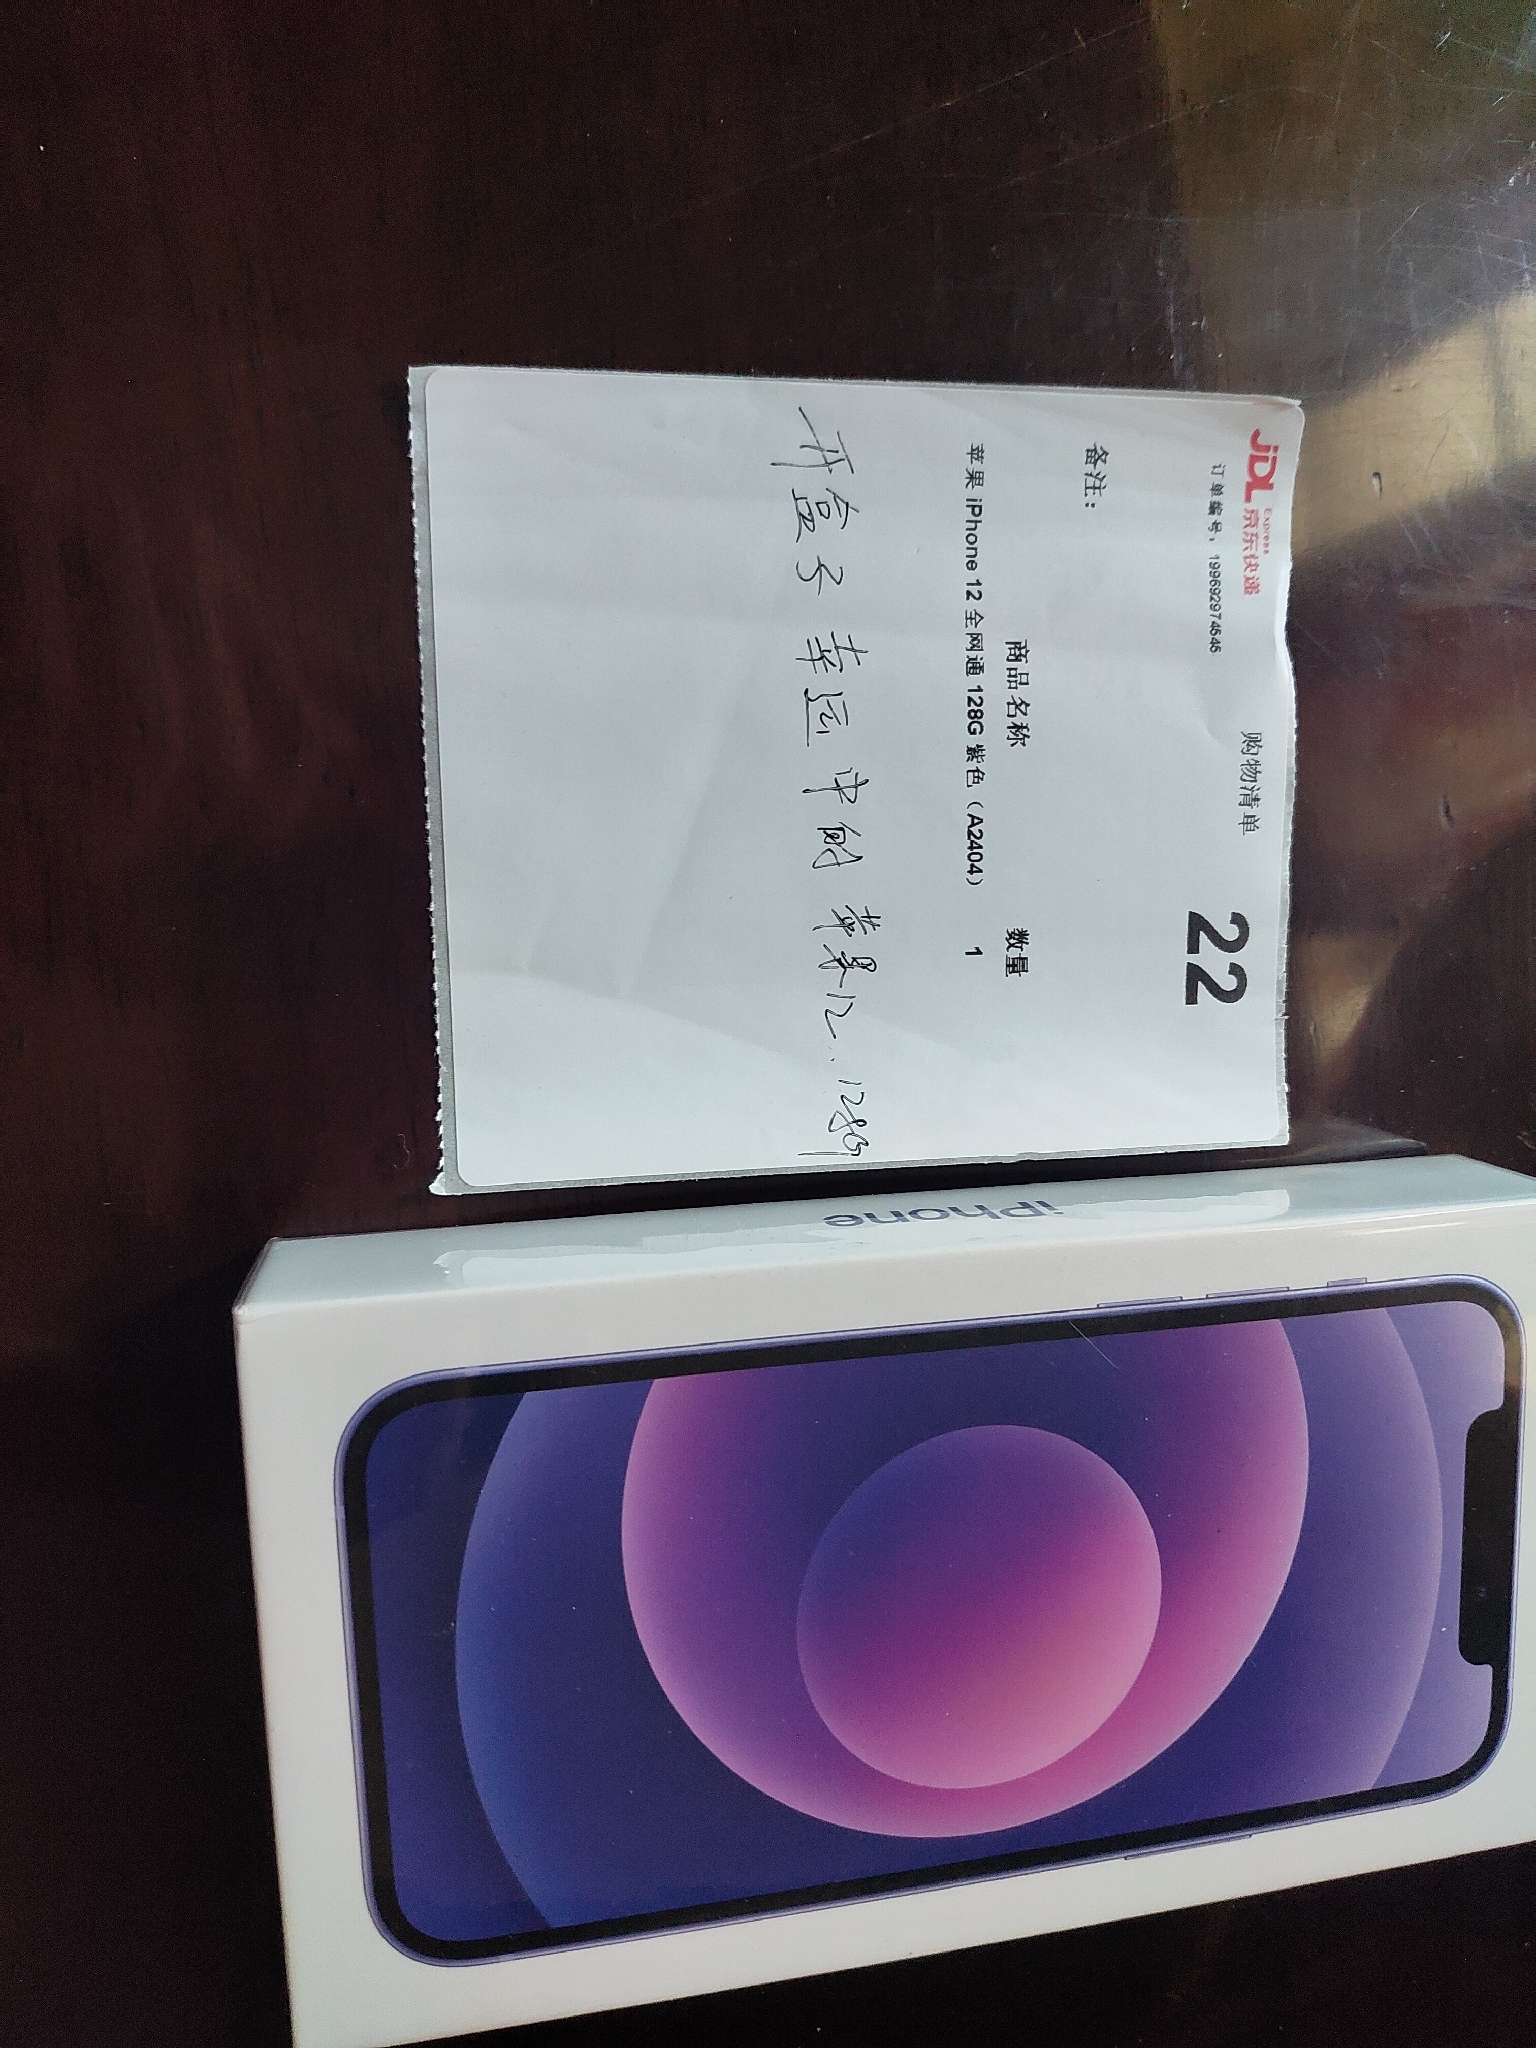 JDL Express 京东快递
购物清单
22
订单编号：199692974545
备注：
商品名称 数量
苹果 iPhone 12 全网通 128G 紫色（A2404） 1
开盒子 幸运中的 苹果12..128G
iPhone